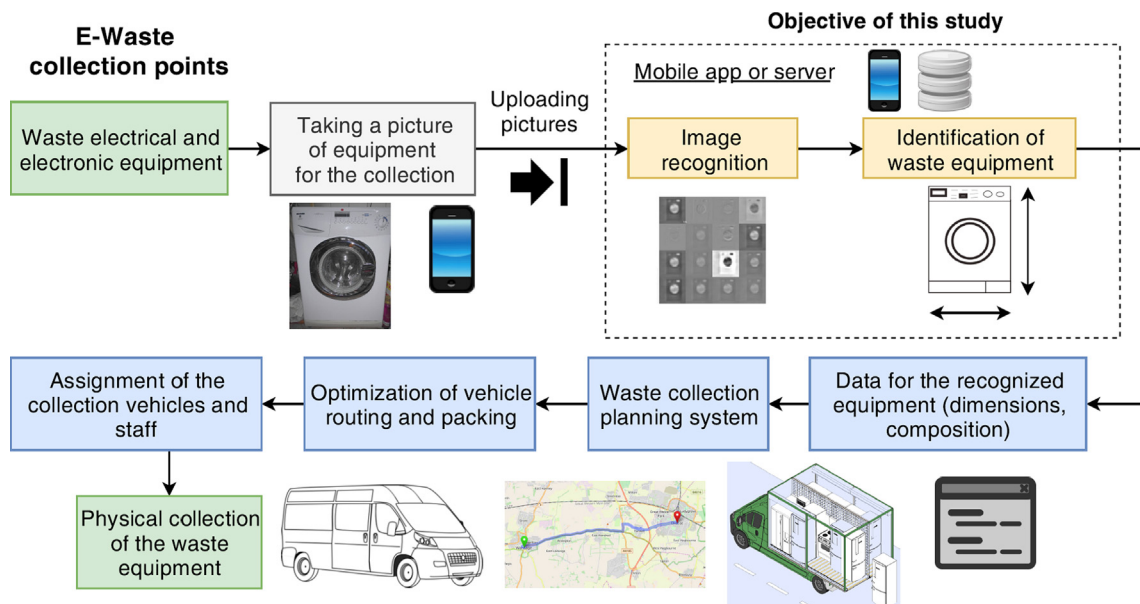 Objective of this study
E-Waste
collection points
Mobile app or server
Uploading
pictures
Waste electrical and
electronic equipment
Taking a picture
of equipment
for the collection
Image
recognition
Identification of
waste equipment
Assignment of the
collection vehicles and
staff
Optimization of vehicle
routing and packing
Waste collection
planning system
Data for the recognized
equipment (dimensions,
composition)
Physical collection
of the waste
equipment